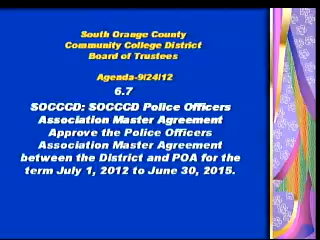 South Orange County
Community College District
Board of Trustees
Agenda-9/24/12
6.7
SOCCCD: SOCCCD Police Officers
Association Master Agreement
Approve the Police Officers
Association Master Agreement
between the District and POA for the
term July 1, 2012 to June 30, 2015.